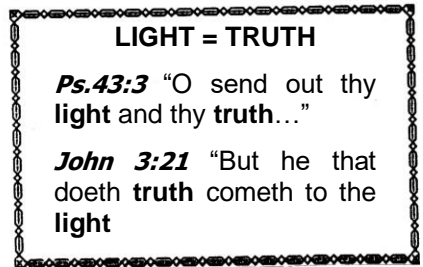 LIGHT = TRUTH
Ps.43:3 “O send out thy
light and thy truth…”
John 3:21 “But he that
doeth truth cometh to the
light